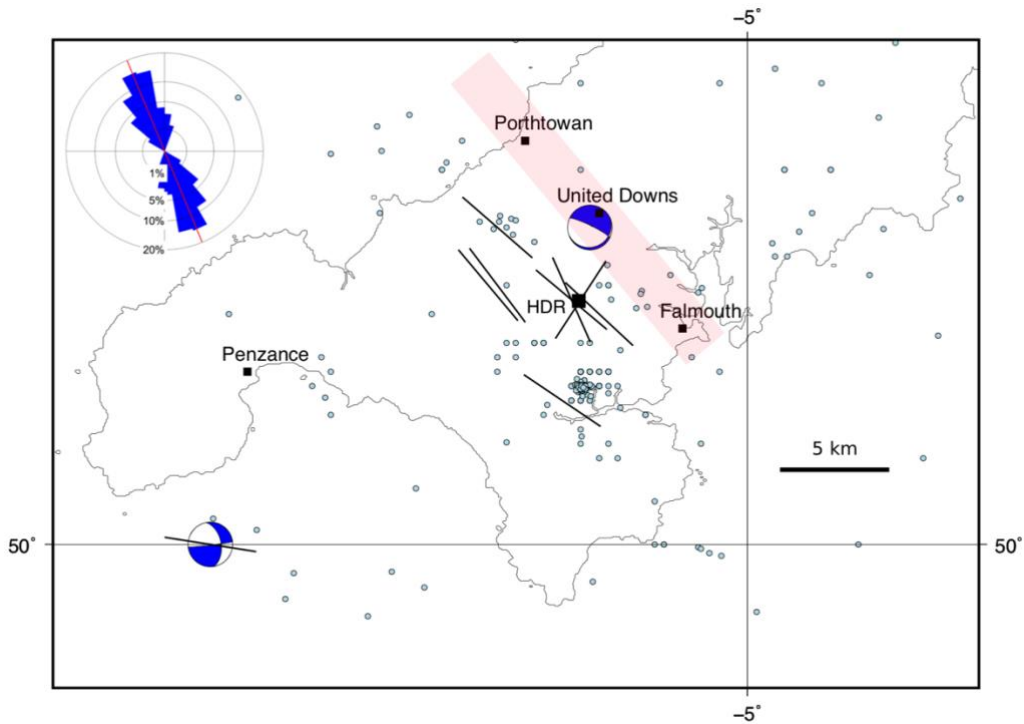 −5˚
Porthtowan
United Downs
1%
5%
10%
20%
HDR
Falmouth
Penzance
5 km
50˚
50˚
−5˚